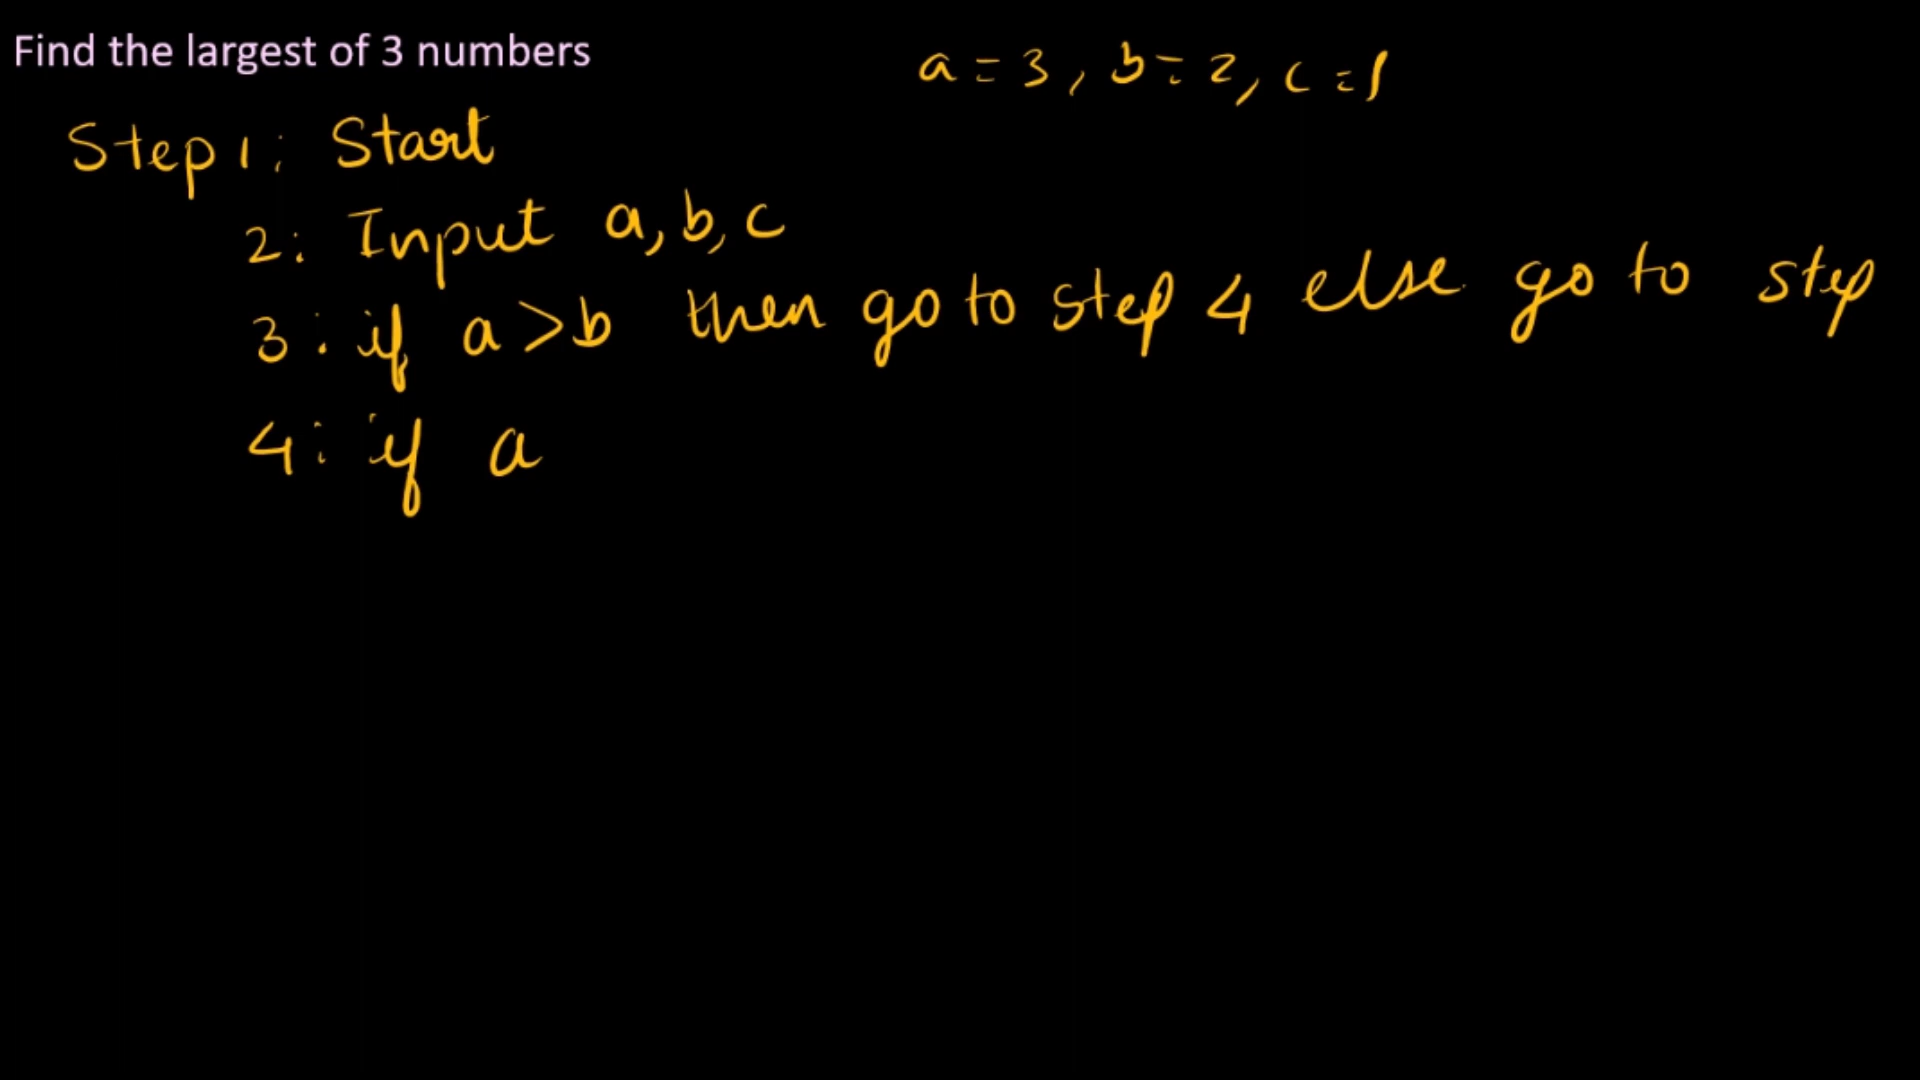 Find the largest of 3 numbers
a = 3, b = 2, c = 1
Step 1: Start
2: Input a, b, c
3: if a > b then go to step 4 else go to step
4: if a